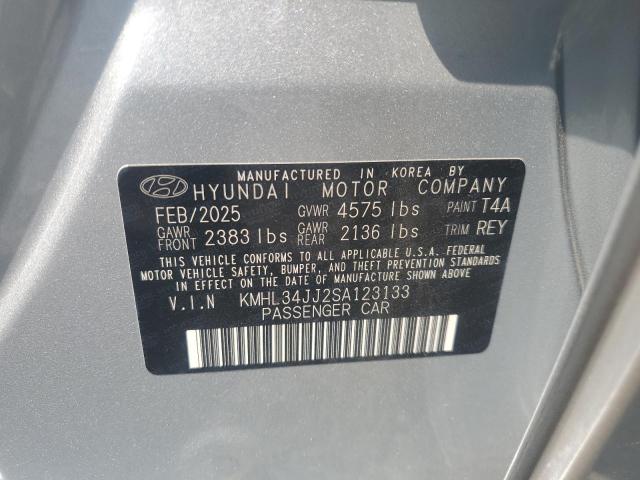 MANUFACTURED IN KOREA BY
HYUNDAI MOTOR COMPANY
FEB/2025 GVWR 4575 lbs PAINT T4A
GAWR FRONT 2383 lbs GAWR REAR 2136 lbs TRIM REY
THIS VEHICLE CONFORMS TO ALL APPLICABLE U.S.A. FEDERAL
MOTOR VEHICLE SAFETY, BUMPER, AND THEFT PREVENTION STANDARDS
IN EFFECT ON THE DATE OF MANUFACTURE SHOWN ABOVE.
V.I.N KMHL34JJ2SA123133
PASSENGER CAR